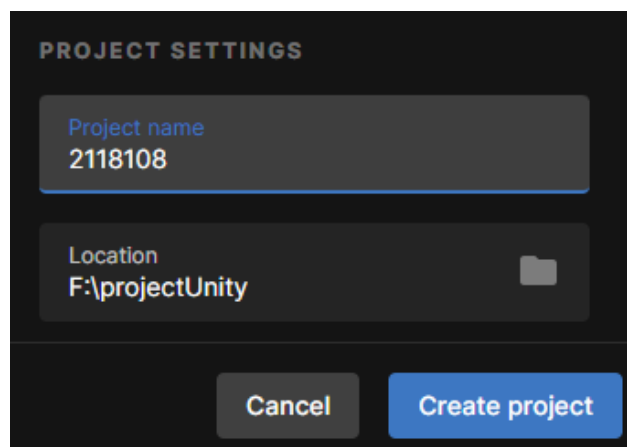 PROJECT SETTINGS
Project name
2118108
Location
F:\projectUnity
Cancel
Create project